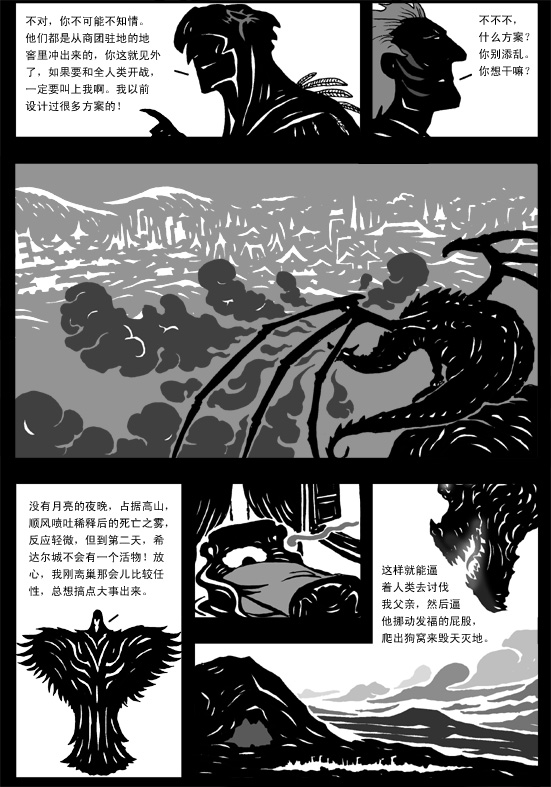 不对，你不可能不知情。
他们都是从商团驻地的地
窖里冲出来的，你这就见外
了，如果要和全人类开战，
一定要叫上我啊。我以前
设计过很多方案的！
不不不，
什么方案？
你别添乱。
你想干嘛？
没有月亮的夜晚，占据高山，
顺风喷吐稀释后的死亡之雾，
反应轻微，但到第二天，希
达尔城不会有一个活物！放
心，我刚离巢那会儿比较任
性，总想搞点大事出来。
这样就能逼
着人类去讨伐
我父亲，然后逼
他挪动发福的屁股，
爬出狗窝来毁天灭地。